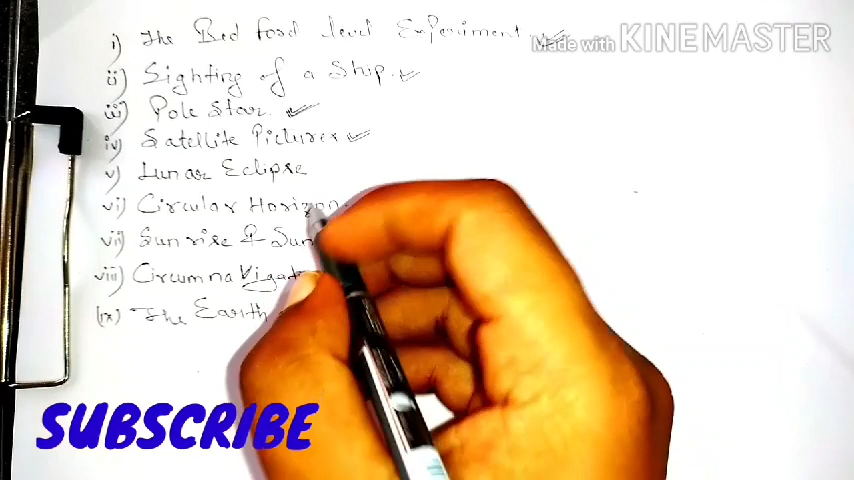 i) The Bed ford level Experiment.
Made with KINEMASTER
ii) Sighting of a Ship.
iii) Pole Star.
iv) Satellite Pictures
v) Lunar Eclipse
vi) Circular Horizon
vii) Sunrise & Sun
viii) Circumnavigat
(ix) The Earth
SUBSCRIBE